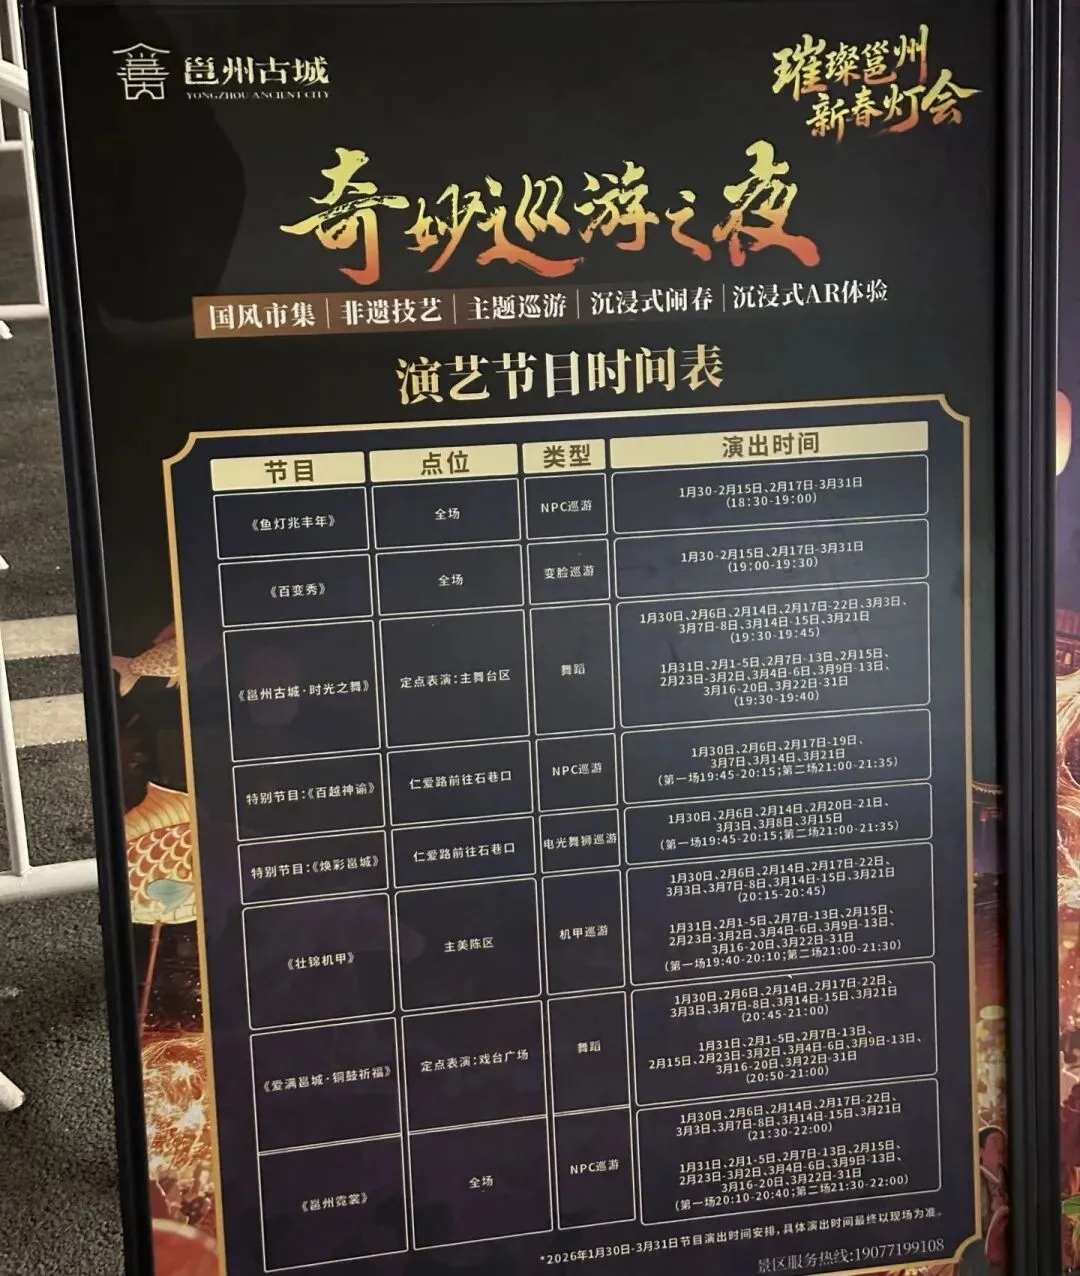 邕州古城
YONGZHOU ANCIENT CITY
璀璨邕州
新春灯会
奇妙巡游之夜
国风市集|非遗技艺|主题巡游|沉浸式闹春|沉浸式AR体验
演艺节目时间表
节目 点位 类型 演出时间
《鱼灯兆丰年》 全场 NPC巡游
1月30-2月15日、2月17日-3月31日
(18:30-19:00)
《百变秀》 全场 变脸巡游
1月30-2月15日、2月17日-3月31日
(19:00-19:30)
《邕州古城·时光之舞》 定点表演:主舞台区 舞蹈
1月30日、2月6日、2月14日、2月17日-22日、3月3日、
3月7日-8日、3月14日-15日、3月21日
(19:30-19:45)
1月31日、2月1-5日、2月7日-13日、2月15日、
2月23日-3月2日、3月4日-6日、3月9日-13日、
3月16-20日、3月22日-31日
(19:30-19:40)
特别节目:《百越神谕》 仁爱路前往石巷口 NPC巡游
1月30日、2月6日、2月17日-19日、
3月7日、3月14日、3月21日
(第一场19:45-20:15;第二场21:00-21:35)
特别节目:《焕彩邕城》 仁爱路前往石巷口 电光舞狮巡游
1月30日、2月6日、2月14日、2月20日-21日、
3月3日、3月8日、3月15日
(第一场19:45-20:15;第二场21:00-21:35)
《壮锦机甲》 主美陈区 机甲巡游
1月30日、2月6日、2月14日、2月17日-22日、
3月3日、3月7日-8日、3月14日-15日、3月21日
(20:15-20:45)
1月31日、2月1-5日、2月7日-13日、2月15日、
2月23日-3月2日、3月4日-6日、3月9日-13日、
3月16-20日、3月22日-31日
(第一场19:40-20:10;第二场21:00-21:30)
《爱满邕城·铜鼓祈福》 定点表演:戏台广场 舞蹈
1月30日、2月6日、2月14日、2月17日-22日、
3月3日、3月7日-8日、3月14日-15日、3月21日
(20:45-21:00)
1月31日、2月1-5日、2月7日-13日、
2月15日、2月23日-3月2日、3月4日-6日、3月9日-13日、
3月16-20日、3月22日-31日
(20:50-21:00)
《邕州霓裳》 全场 NPC巡游
1月30日、2月6日、2月14日、2月17日-22日、
3月3日、3月7日-8日、3月14日-15日、3月21日
(21:30-22:00)
1月31日、2月1-5日、2月7日-13日、2月15日、
2月23日-3月2日、3月4日-6日、3月9日-13日、
3月16-20日、3月22日-31日
(第一场20:10-20:40;第二场21:30-22:00)
*2026年1月30日-3月31日节目演出时间安排,具体演出时间最终以现场为准。
景区服务热线:19077199108